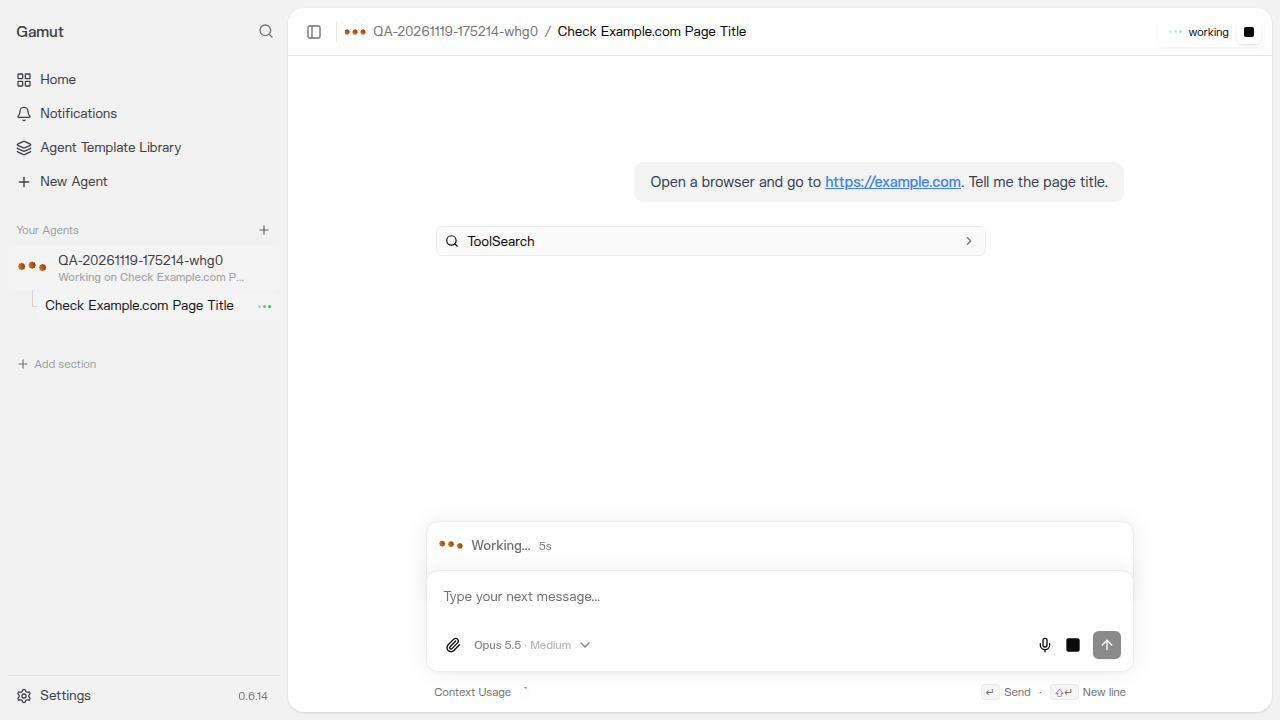 Gamut
Home
Notifications
Agent Template Library
New Agent
Your Agents
QA-20261119-175214-whg0
Working on Check Example.com P...
Check Example.com Page Title
Add section
Settings
0.6.14
QA-20261119-175214-whg0 / Check Example.com Page Title
working
Open a browser and go to https://example.com. Tell me the page title.
ToolSearch
Working... 5s
Type your next message...
Opus 5.5 · Medium
Context Usage
Send · New line